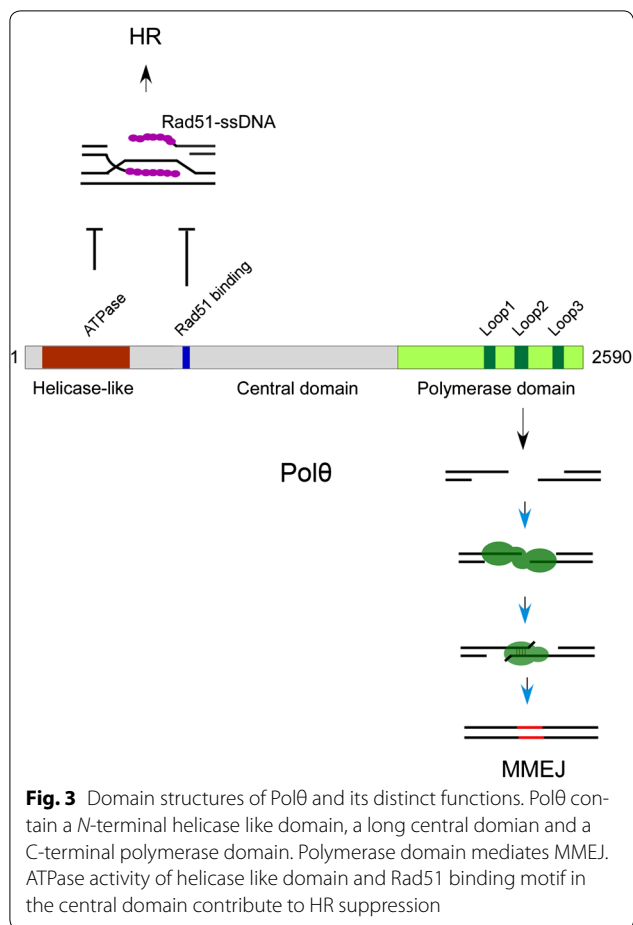 HR
Rad51-ssDNA
ATPase
Rad51 binding
Loop1
Loop2
Loop3
1
2590
Helicase-like
Central domain
Polymerase domain
Polθ
MMEJ
Fig. 3 Domain structures of Polθ and its distinct functions. Polθ con-
tain a N-terminal helicase like domain, a long central domian and a
C-terminal polymerase domain. Polymerase domain mediates MMEJ.
ATPase activity of helicase like domain and Rad51 binding motif in
the central domain contribute to HR suppression